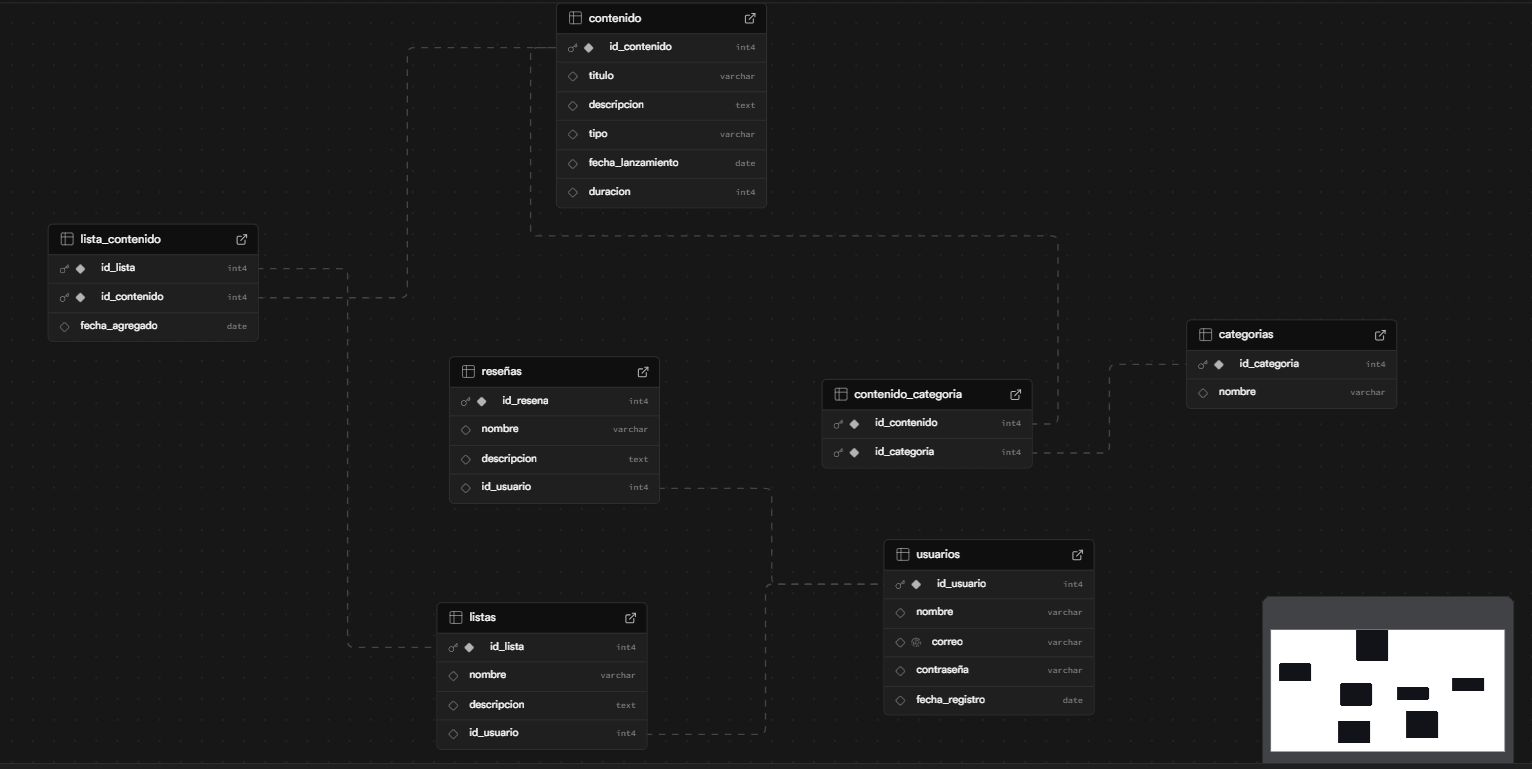 contenido
id_contenido int4
titulo varchar
descripcion text
tipo varchar
fecha_lanzamiento date
duracion int4
lista_contenido
id_lista int4
id_contenido int4
fecha_agregado date
reseñas
id_resena int4
nombre varchar
descripcion text
id_usuario int4
contenido_categoria
id_contenido int4
id_categoria int4
categorias
id_categoria int4
nombre varchar
listas
id_lista int4
nombre varchar
descripcion text
id_usuario int4
usuarios
id_usuario int4
nombre varchar
correo varchar
contraseña varchar
fecha_registro date